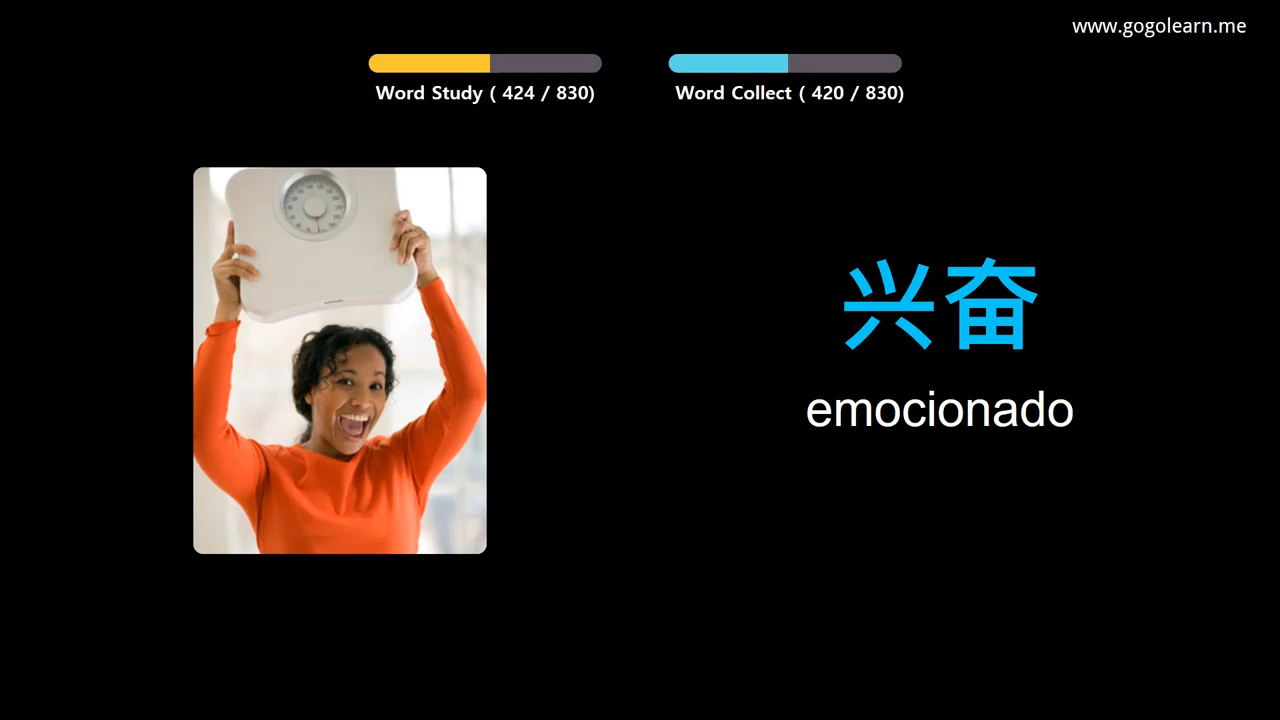 www.gogolearn.me
Word Study ( 424 / 830)
Word Collect ( 420 / 830)
兴奋
emocionado